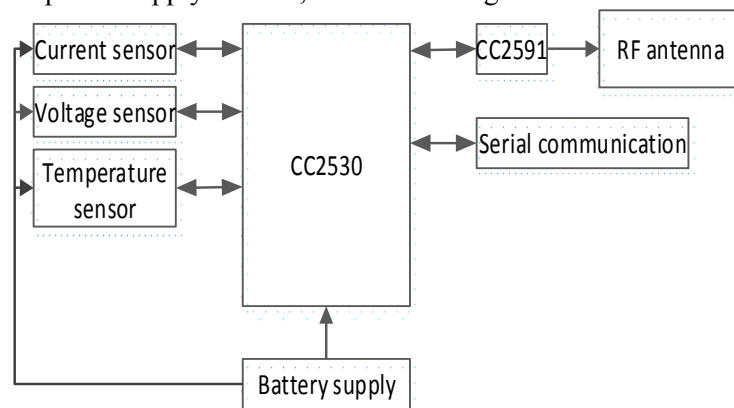 Current sensor
CC2591
RF antenna
Voltage sensor
Serial communication
CC2530
Temperature
sensor
Battery supply